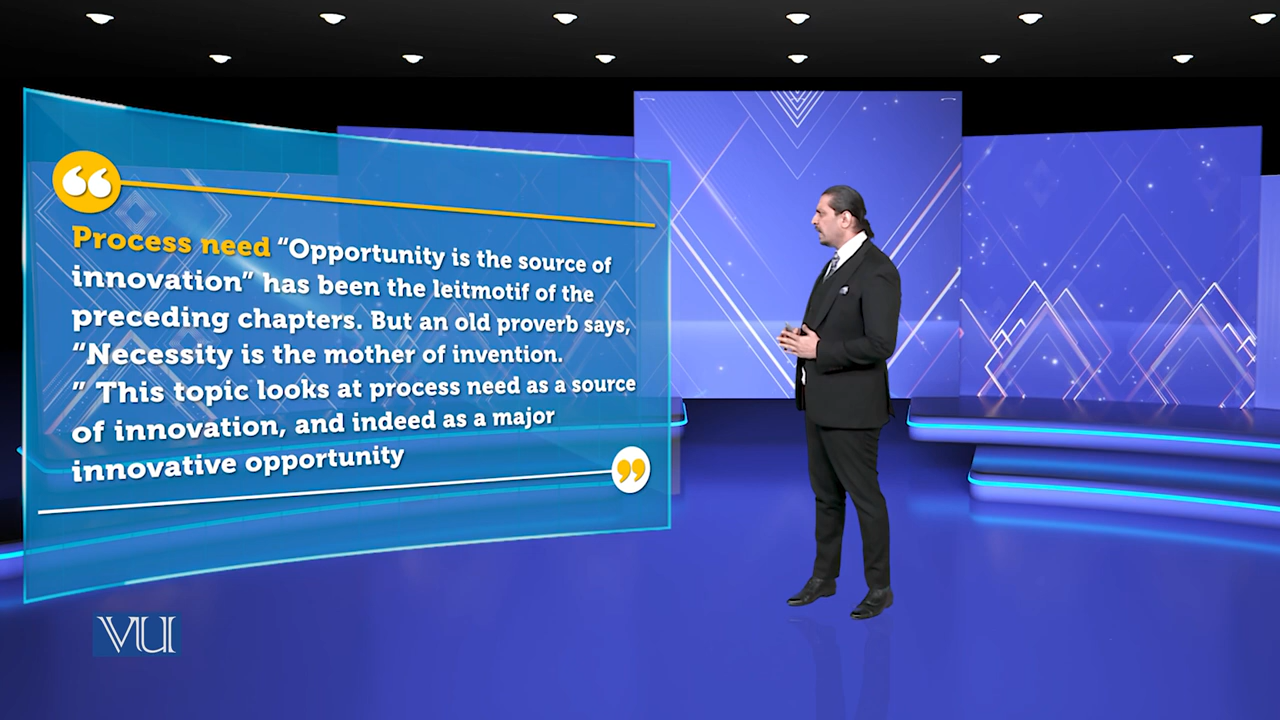 Process need “Opportunity is the source of
innovation” has been the leitmotif of the
preceding chapters. But an old proverb says,
“Necessity is the mother of invention.
” This topic looks at process need as a source
of innovation, and indeed as a major
innovative opportunity
VU